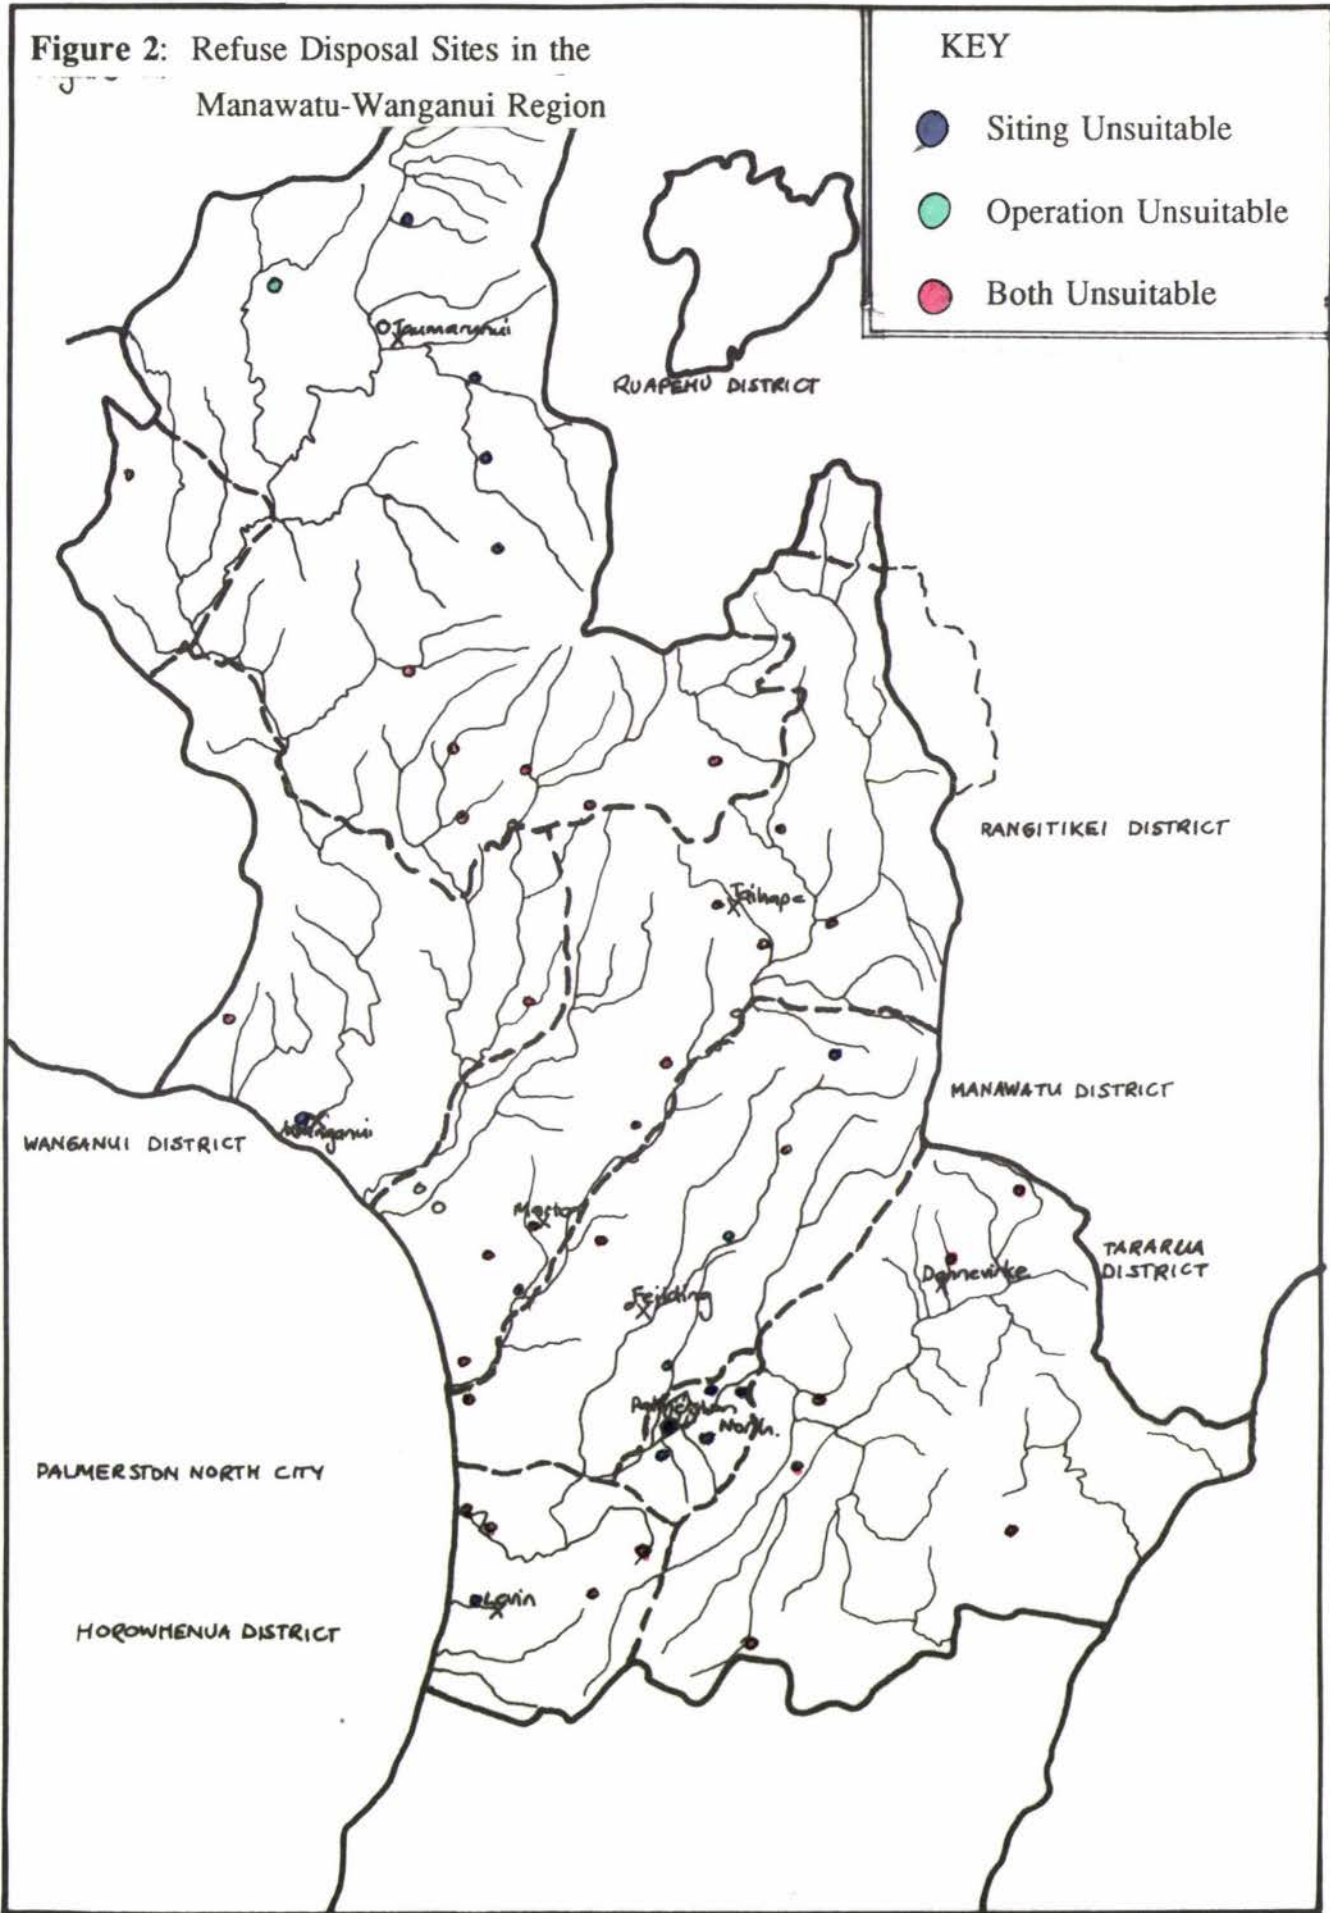 Figure 2: Refuse Disposal Sites in the
Manawatu-Wanganui Region
KEY
Siting Unsuitable
Operation Unsuitable
Both Unsuitable
Taumarunui
RUAPEHU DISTRICT
RANGITIKEI DISTRICT
Taihape
MANAWATU DISTRICT
WANGANUI DISTRICT
Wanganui
Marton
TARARUA
DISTRICT
Dannevirke
Feilding
Palmerston
North.
PALMERSTON NORTH CITY
Levin
HOROWHENUA DISTRICT